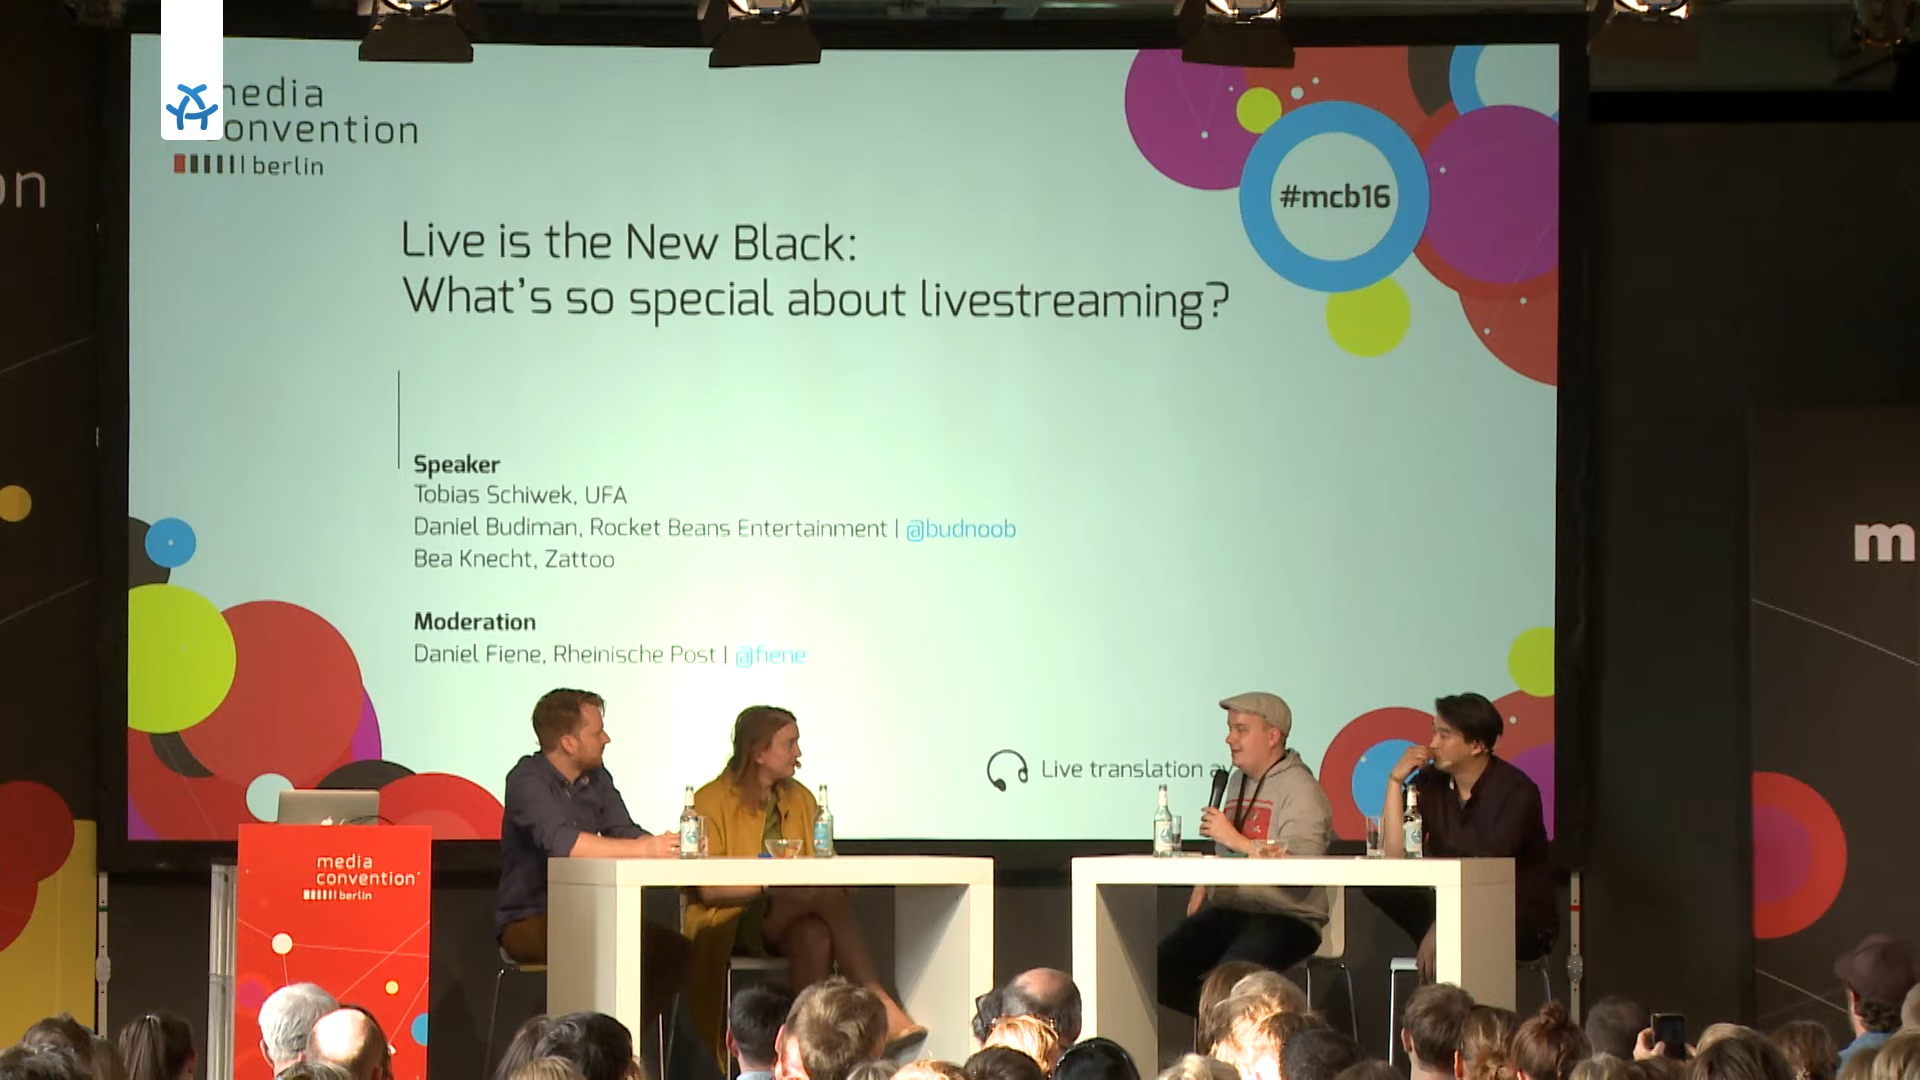 media
convention
berlin
#mcb16
Live is the New Black:
What's so special about livestreaming?
Speaker
Tobias Schiwek, UFA
Daniel Budiman, Rocket Beans Entertainment | @budnoob
Bea Knecht, Zattoo
Moderation
Daniel Fiene, Rheinische Post | @fiene
Live translation
media
convention
berlin
on
m